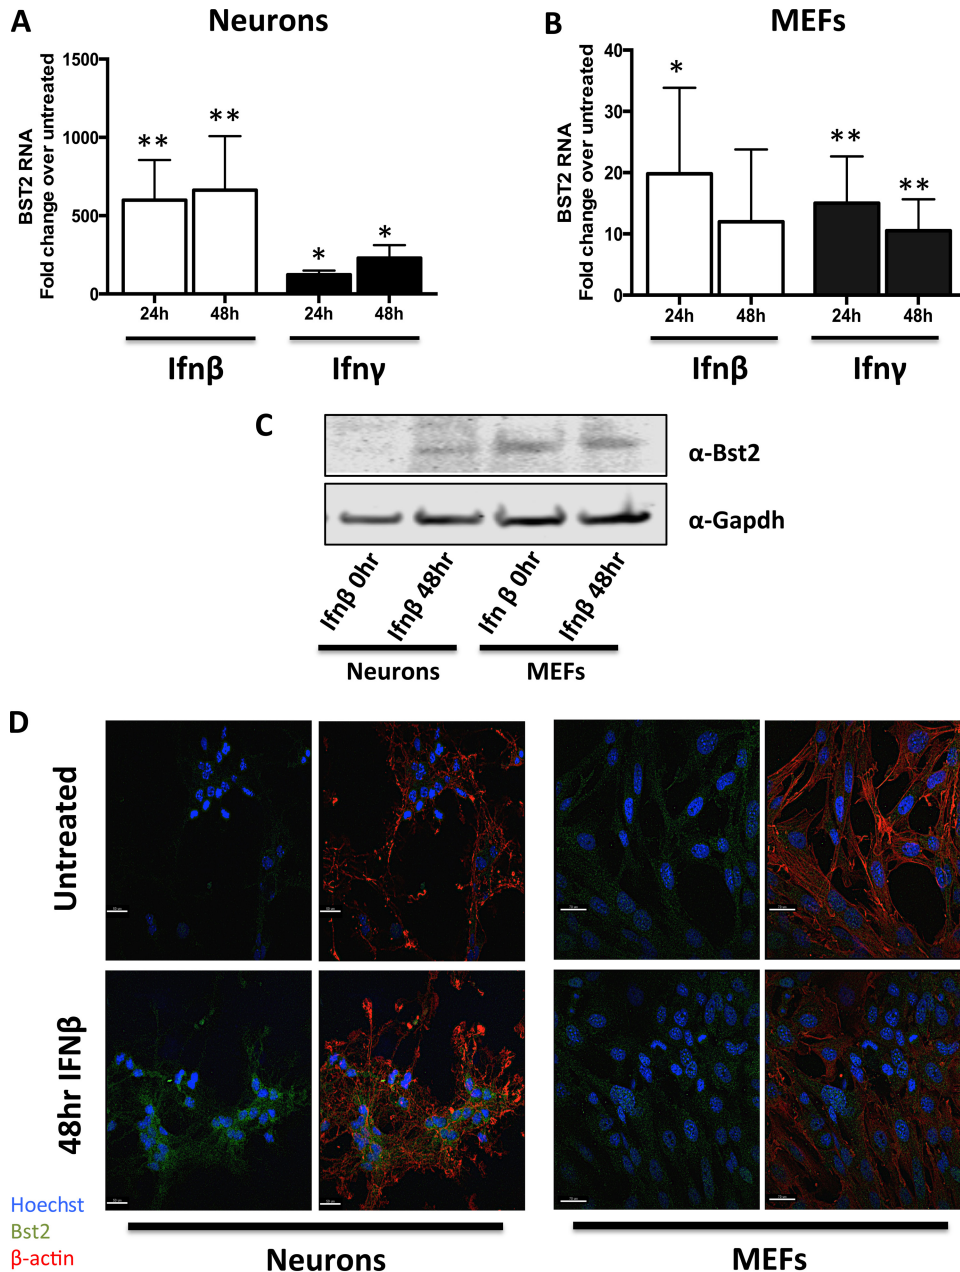 A
Neurons
BST2 RNA
Fold change over untreated
1500
1000
500
0
**
**
*
*
24h
48h
24h
48h
Ifnβ
Ifnγ
B
MEFs
BST2 RNA
Fold change over untreated
40
30
20
10
0
*
**
**
24h
48h
24h
48h
Ifnβ
Ifnγ
C
α-Bst2
α-Gapdh
Ifnβ 0hr
Ifnβ 48hr
Ifn β 0hr
Ifnβ 48hr
Neurons
MEFs
D
Untreated
48hr IFNβ
Hoechst
Bst2
β-actin
Neurons
MEFs